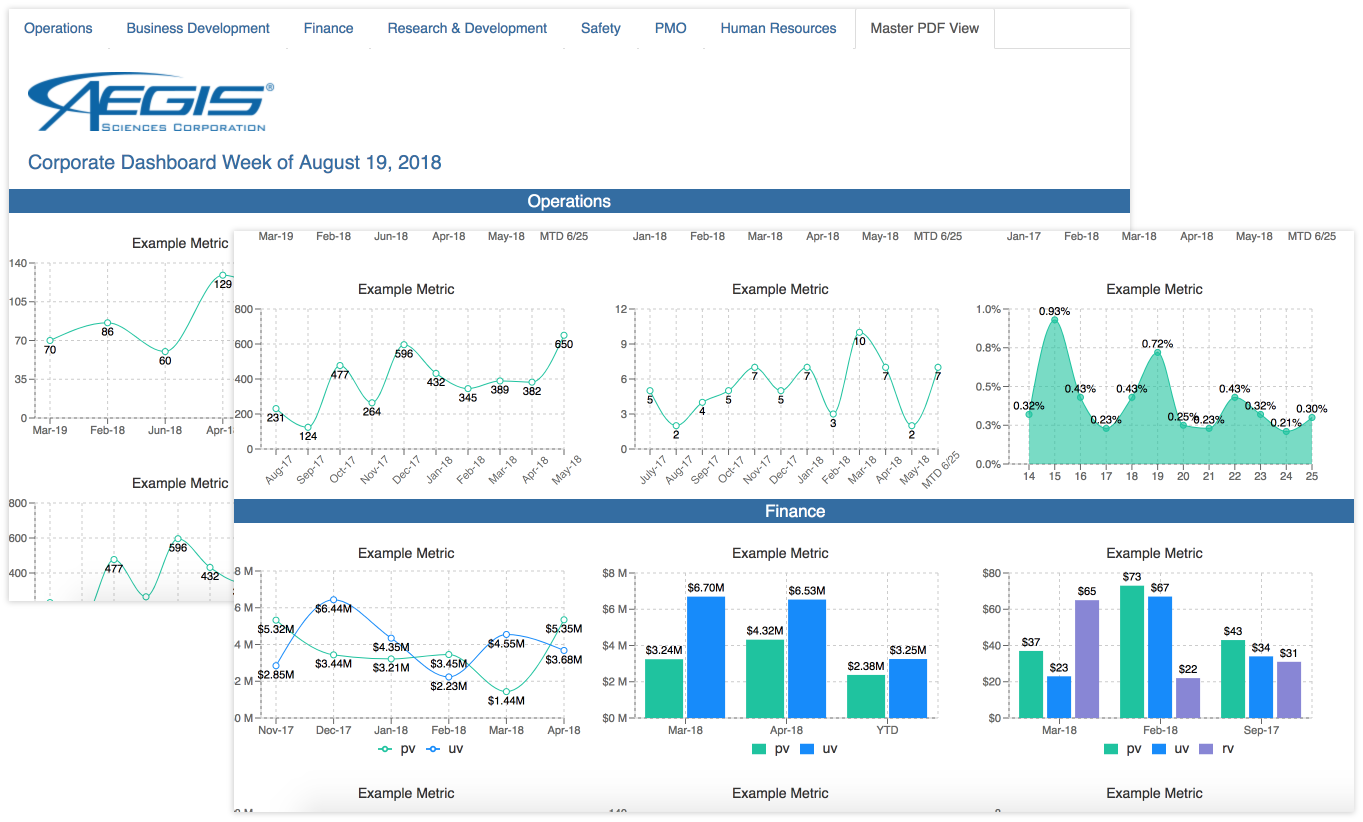 Operations Business Development Finance Research & Development Safety PMO Human Resources Master PDF View
AEGIS®
SCIENCES CORPORATION
Corporate Dashboard Week of August 19, 2018
Operations
Example Metric
140
105
70
35
0
70
86
60
129
Mar-19 Feb-18 Jun-18 Apr-1
Example Metric
800
600
400
477
596
432
Mar-19 Feb-18 Jun-18 Apr-18 May-18 MTD 6/25
Jan-18 Feb-18 Mar-18 Apr-18 May-18 MTD 6/25
Jan-17 Feb-18 Mar-18 Apr-18 May-18 MTD 6/25
Example Metric
800
600
400
200
0
231
124
477
264
596
432
345
389
382
650
Aug-17 Sep-17 Oct-17 Nov-17 Dec-17 Jan-18 Feb-18 Mar-18 Apr-18 May-18
Example Metric
12
9
6
3
0
5
2
4
5
7
5
7
3
10
7
2
7
July-17 Aug-17 Sep-17 Oct-17 Nov-17 Dec-17 Jan-18 Feb-18 Mar-18 Apr-18 May-18 MTD 6/25
Example Metric
1.0%
0.8%
0.5%
0.3%
0.0%
0.32%
0.93%
0.43%
0.23%
0.43%
0.72%
0.25%
0.23%
0.43%
0.32%
0.21%
0.30%
14 15 16 17 18 19 20 21 22 23 24 25
Finance
Example Metric
8 M
6 M
4 M
2 M
0 M
$5.32M
$2.85M
$6.44M
$3.44M
$4.35M
$3.21M
$3.45M
$2.23M
$4.55M
$1.44M
$5.35M
$3.68M
Nov-17 Dec-17 Jan-18 Feb-18 Mar-18 Apr-18
pv uv
Example Metric
$8 M
$6 M
$4 M
$2 M
$0 M
$3.24M
$6.70M
$4.32M
$6.53M
$2.38M
$3.25M
Mar-18 Apr-18 YTD
pv uv
Example Metric
$80
$60
$40
$20
$0
$37
$23
$65
$73
$67
$22
$43
$34
$31
Mar-18 Feb-18 Sep-17
pv uv rv
Example Metric
Example Metric
Example Metric